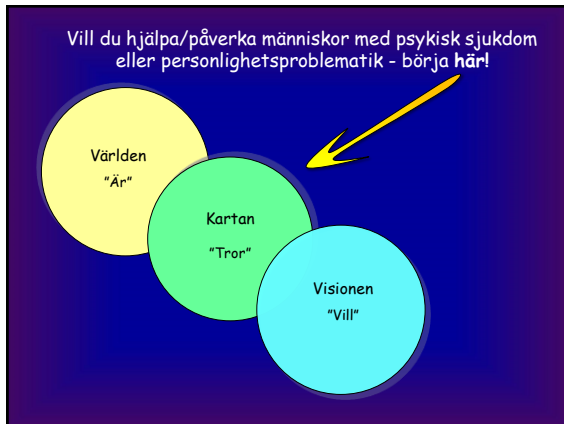 Vill du hjälpa/påverka människor med psykisk sjukdom
eller personlighetsproblematik - börja här!
Världen
"Är"
Kartan
"Tror"
Visionen
"Vill"